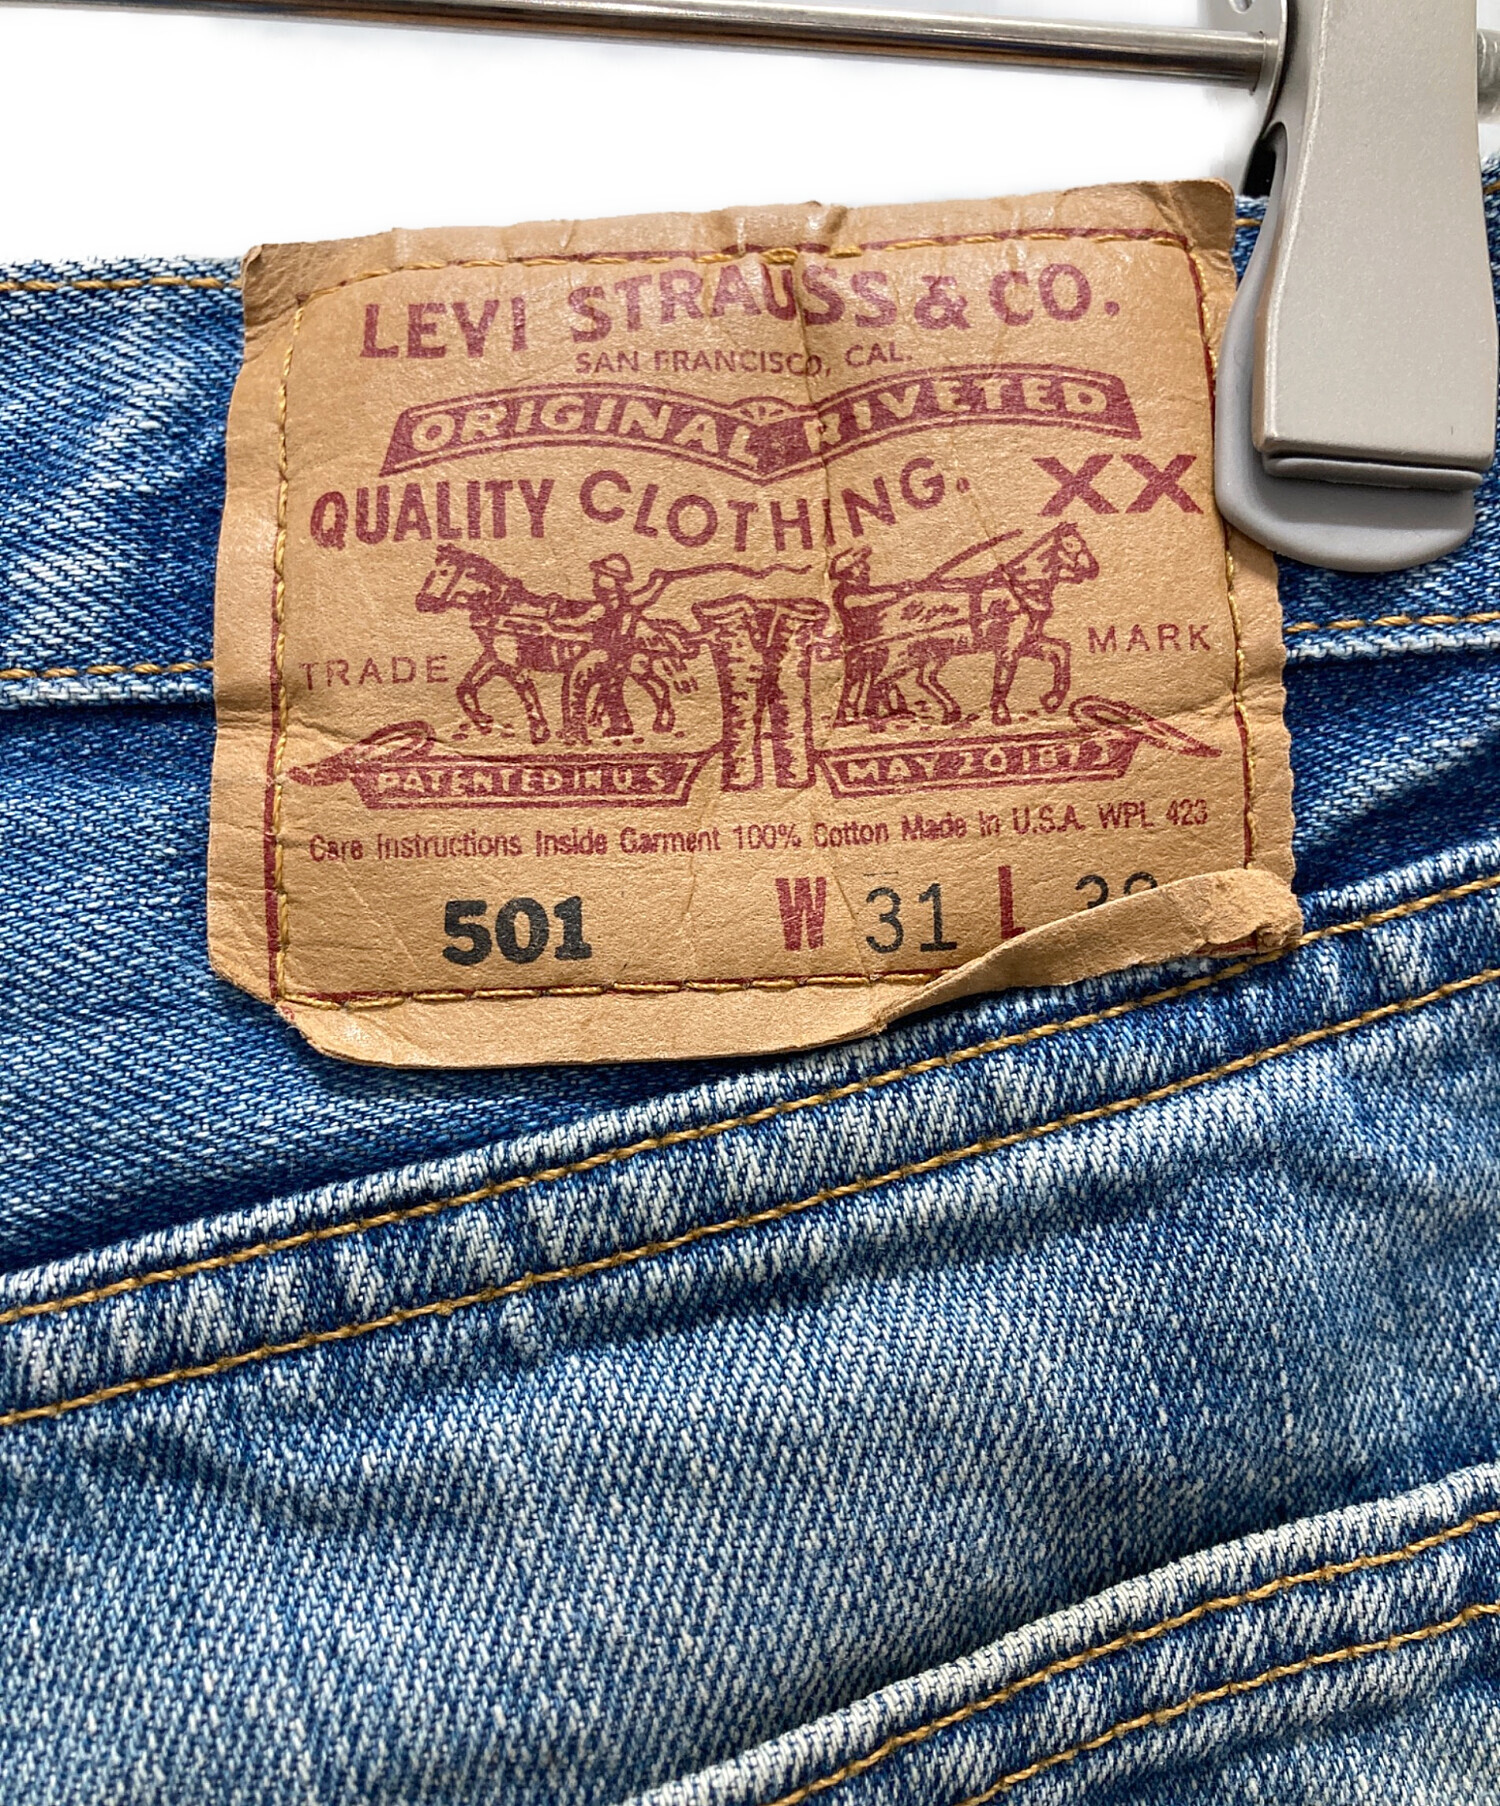 LEVI STRAUSS & CO.
SAN FRANCISCO, CAL.
ORIGINAL RIVETED
QUALITY CLOTHING. XX
TRADE MARK
PATENTED IN U.S. MAY 20 1873
Care Instructions Inside Garment 100% Cotton Made in U.S.A. WPL 423
501 W 31 L